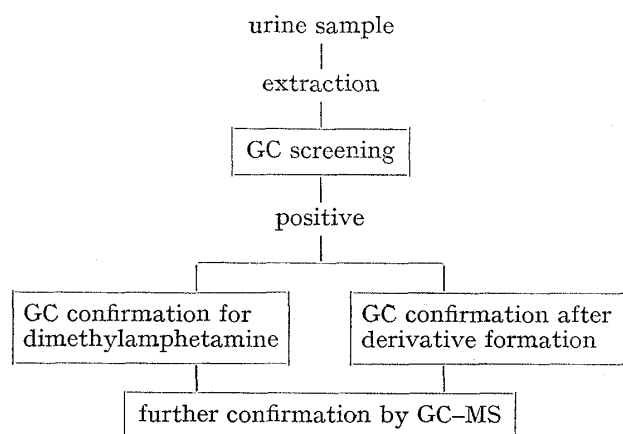 urine sample
extraction
GC screening
positive
GC confirmation for
dimethylamphetamine
GC confirmation after
derivative formation
further confirmation by GC–MS